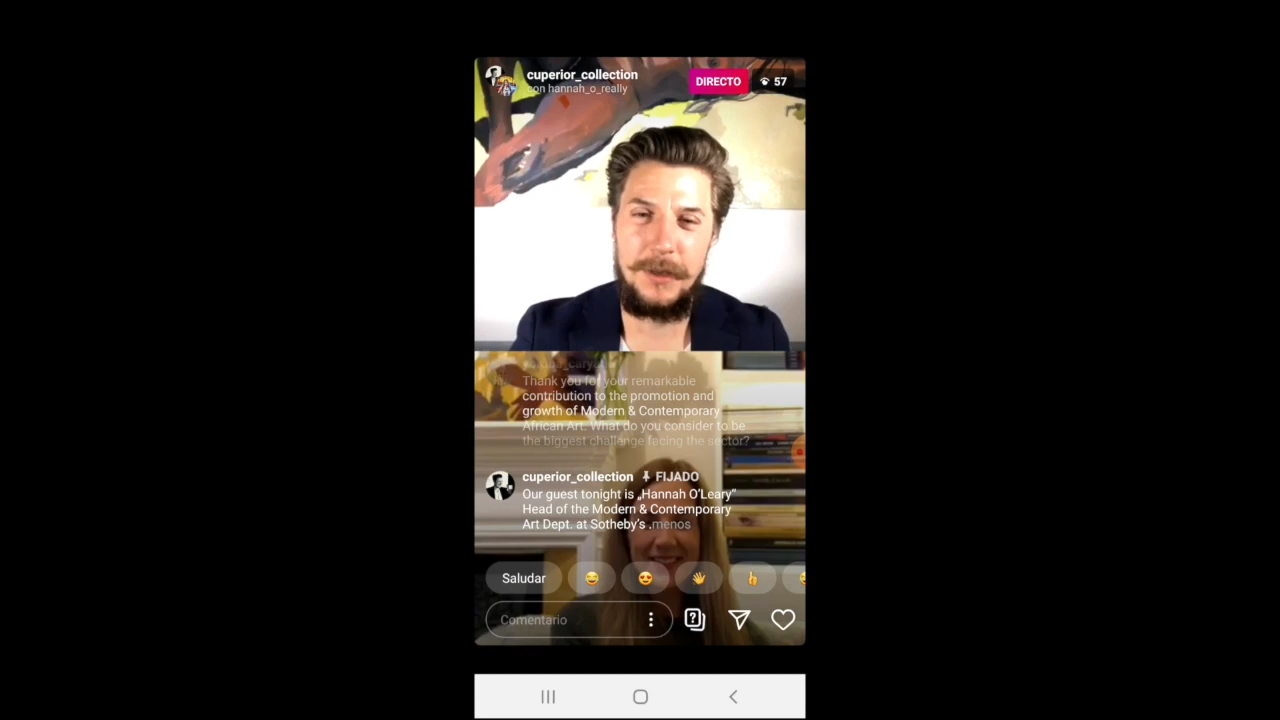 cuperior_collection
con hannah_o_really
DIRECTO
57
Thank you for your remarkable
contribution to the promotion and
growth of Modern & Contemporary
African Art. What do you consider to be
the biggest challenge facing the sector?
cuperior_collection FIJADO
Our guest tonight is „Hannah O'Leary“
Head of the Modern & Contemporary
Art Dept. at Sotheby's .menos
Saludar
Comentario